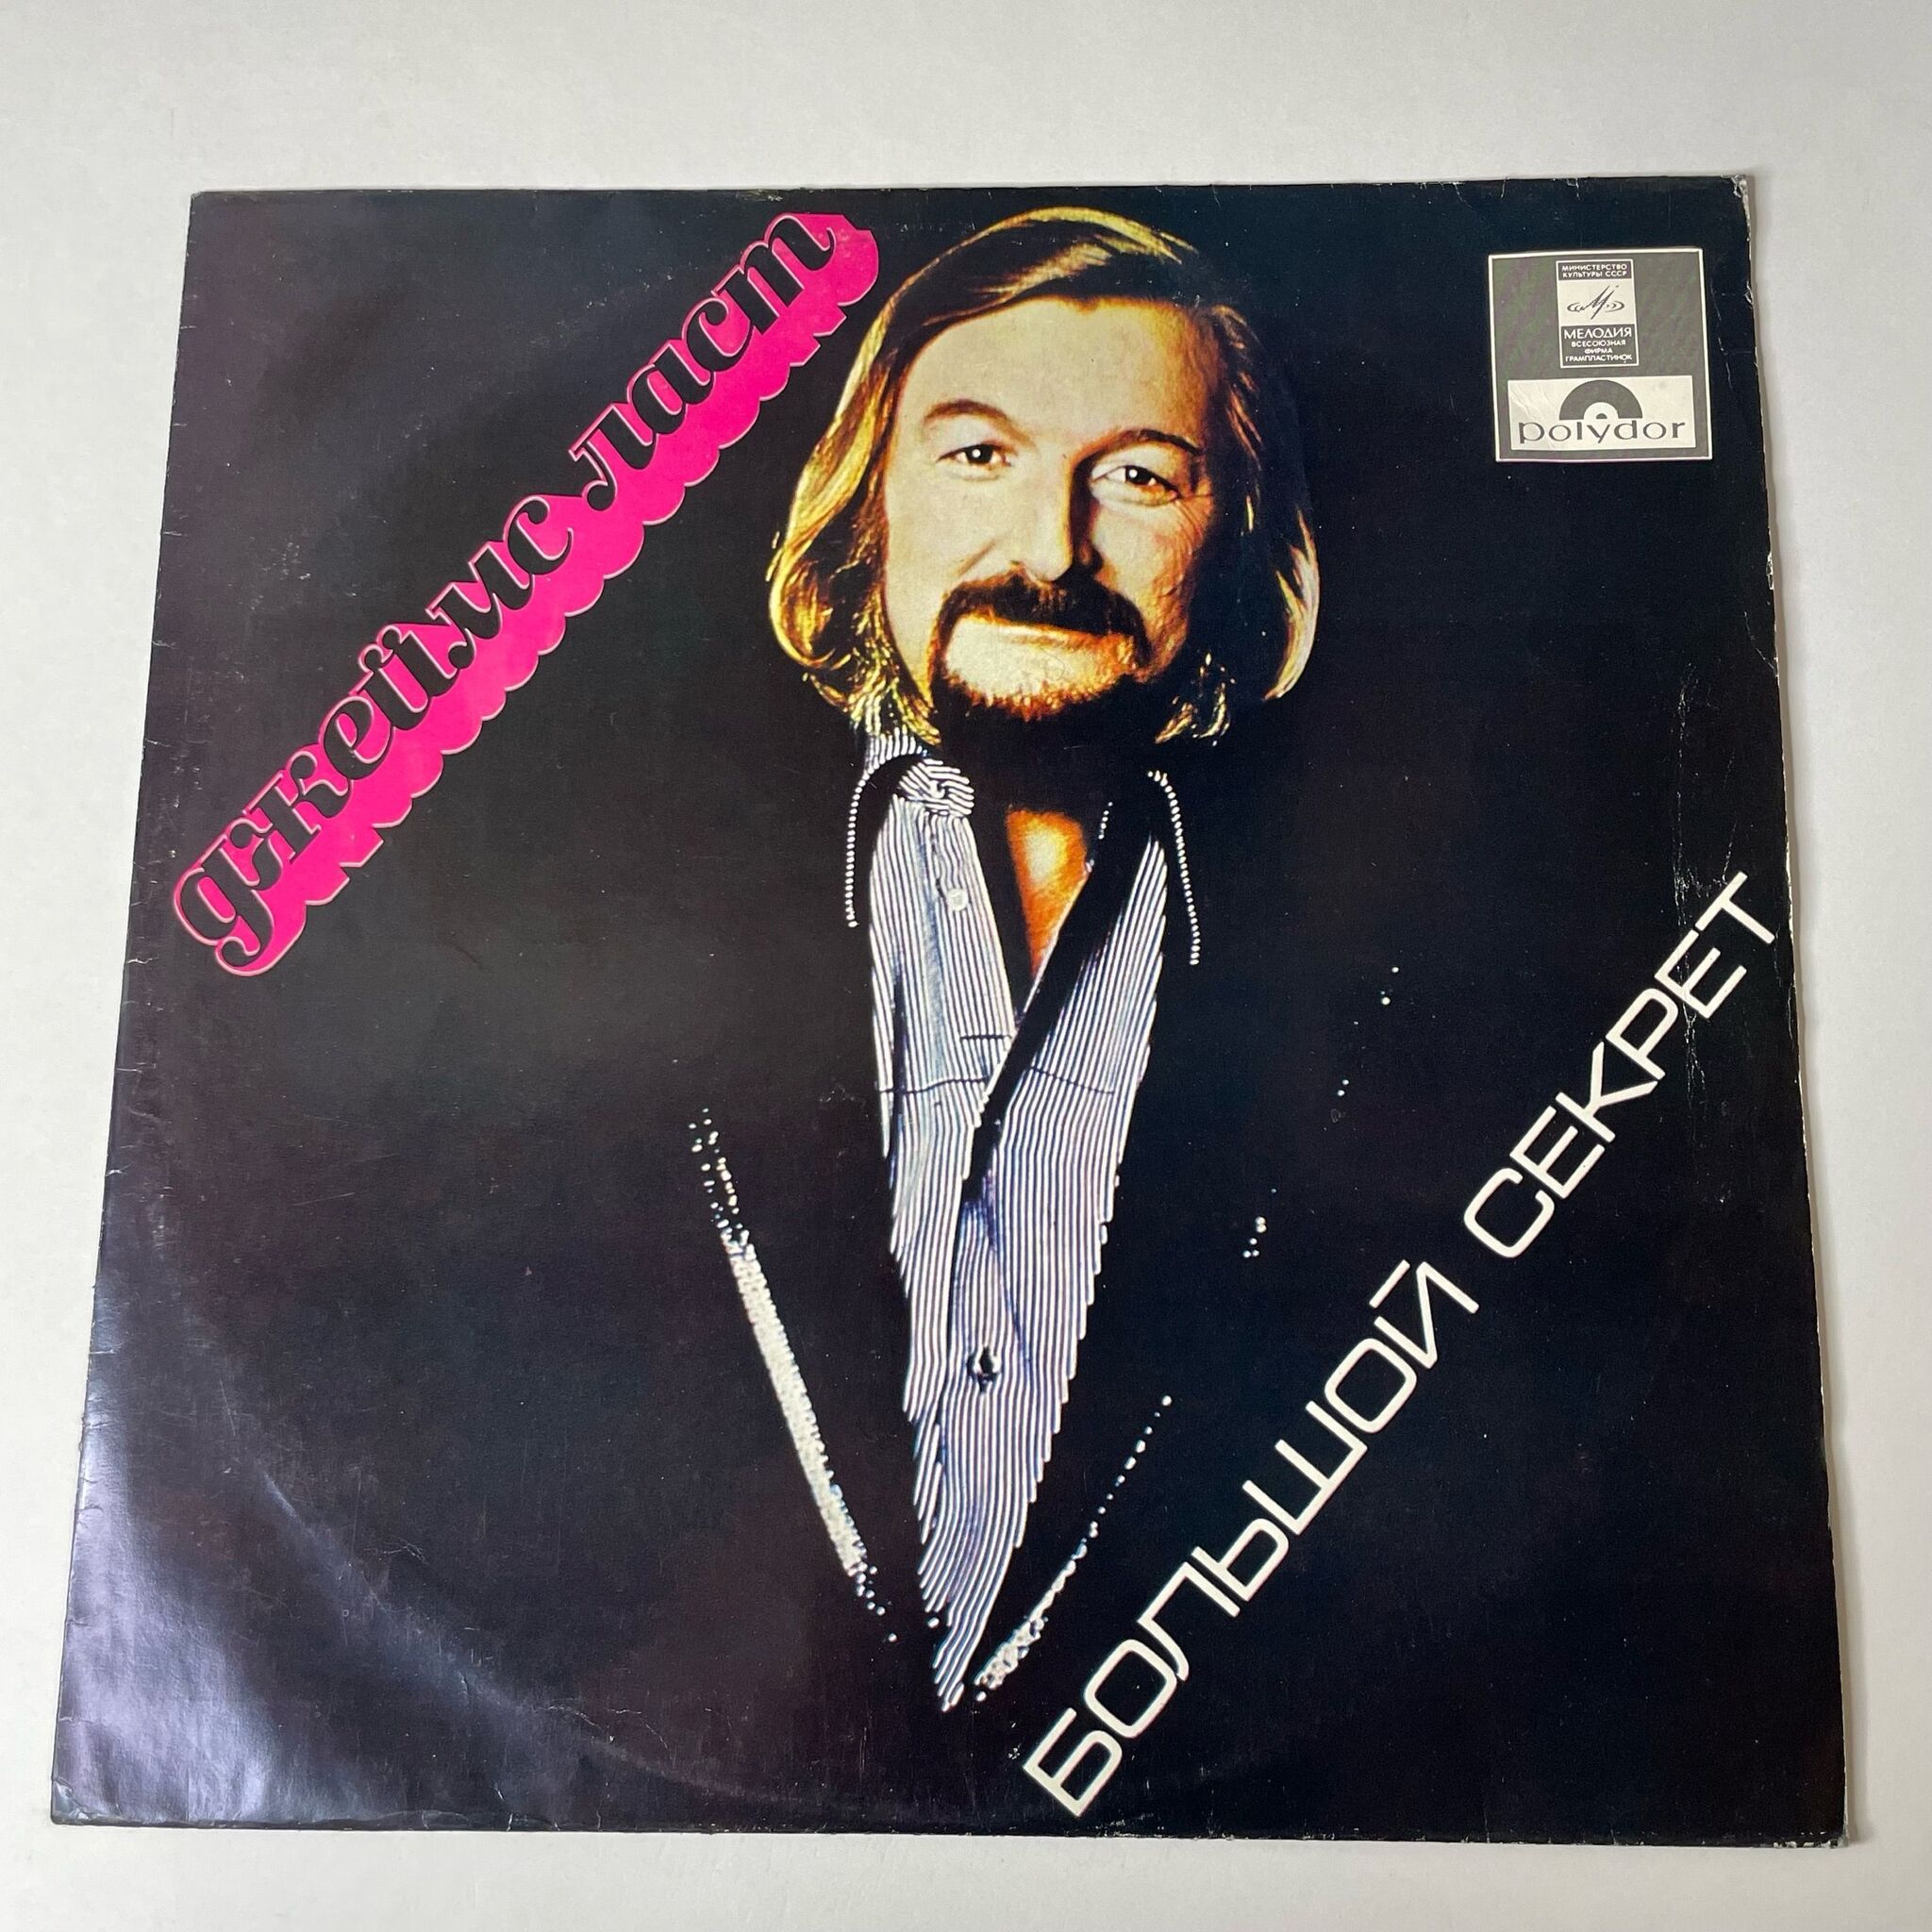 джеймс ласт
МИНИСТЕРСТВО
КУЛЬТУРЫ СССР
МЕЛОДИЯ
ВСЕСОЮЗНАЯ
ФИРМА
ГРАМПЛАСТИНОК
polydor
БОЛЬШОЙ СЕКРЕТ